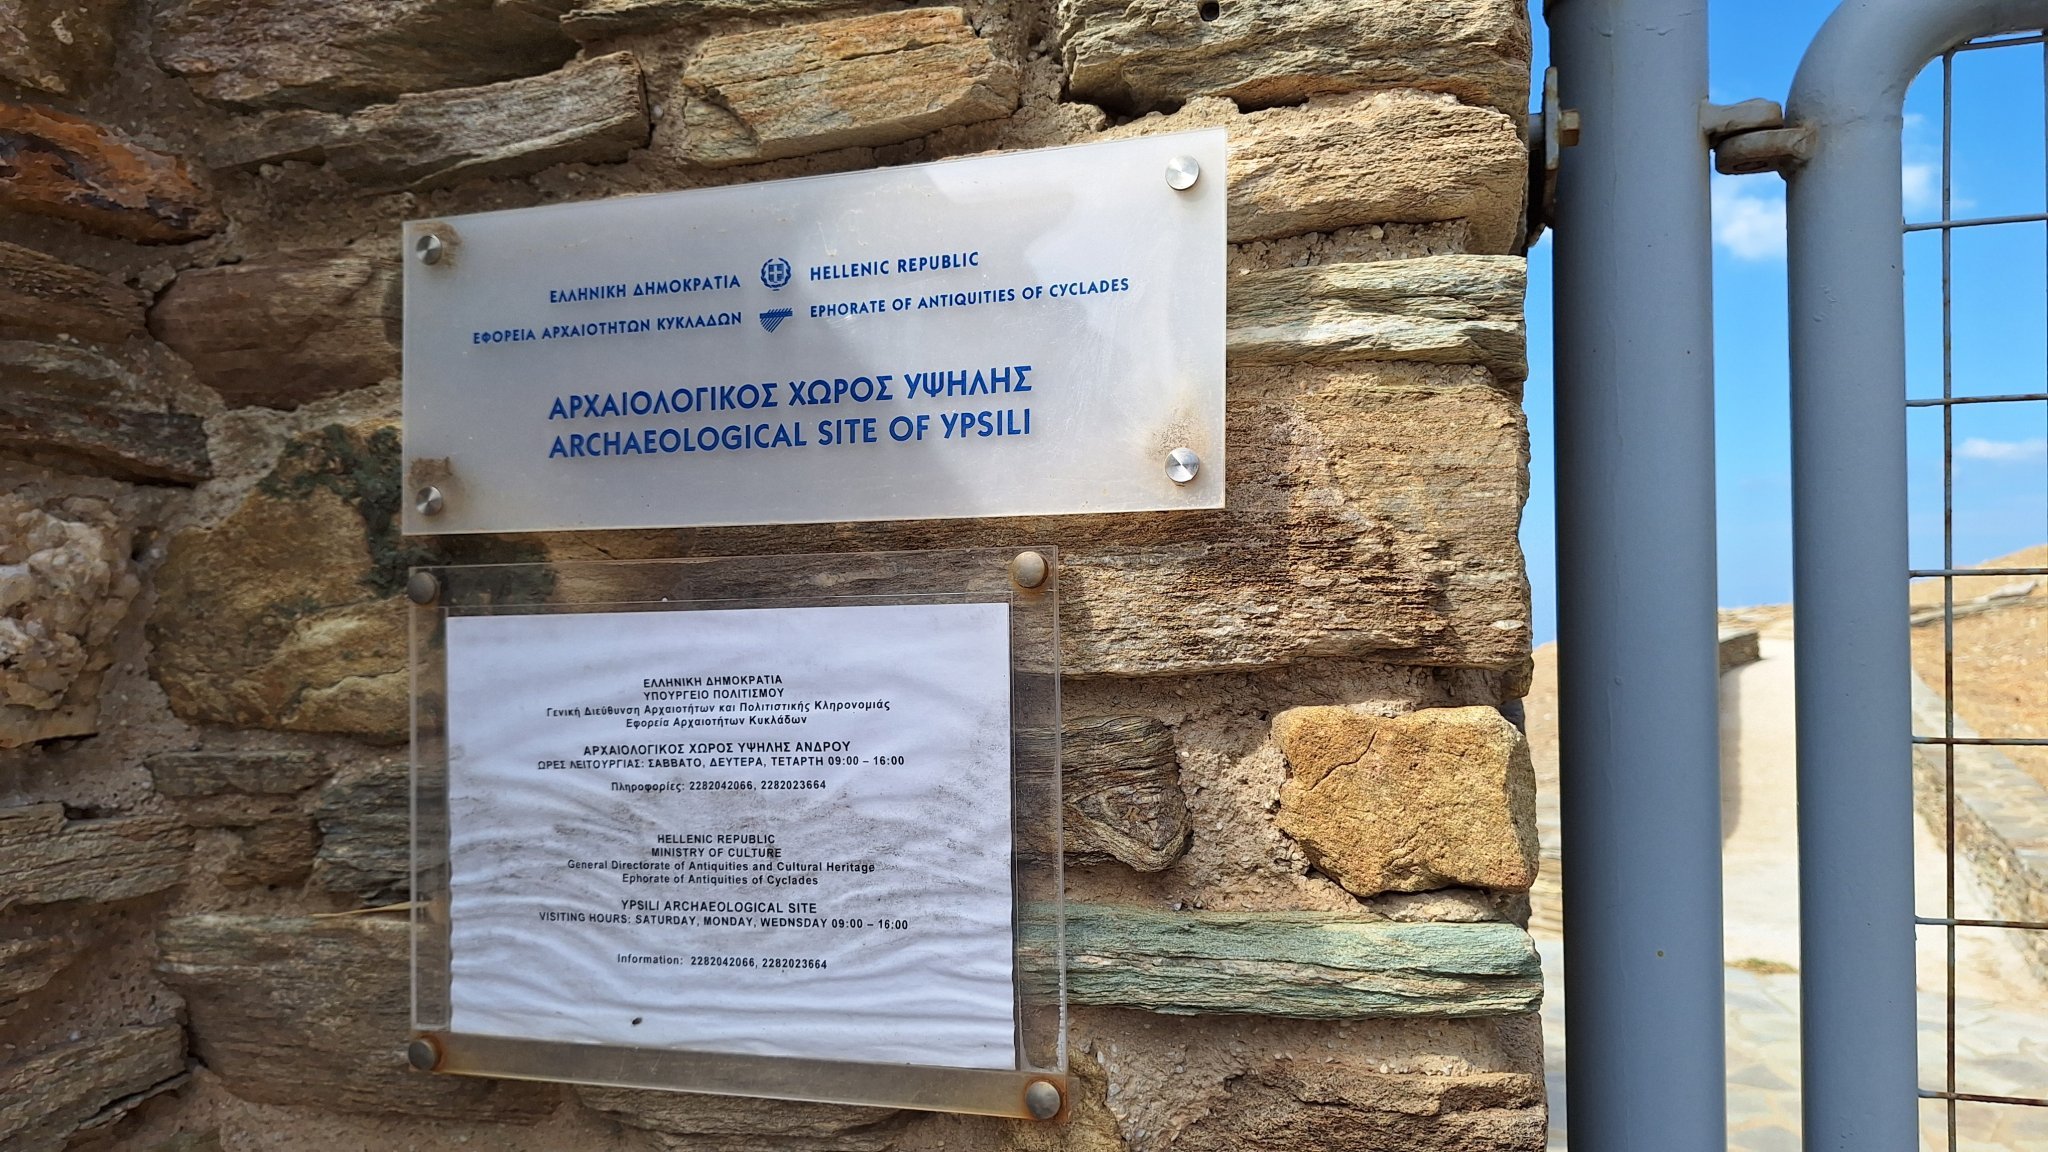 ΕΛΛΗΝΙΚΗ ΔΗΜΟΚΡΑΤΙΑ
ΕΦΟΡΕΙΑ ΑΡΧΑΙΟΤΗΤΩΝ ΚΥΚΛΑΔΩΝ
HELLENIC REPUBLIC
EPHORATE OF ANTIQUITIES OF CYCLADES
ΑΡΧΑΙΟΛΟΓΙΚΟΣ ΧΩΡΟΣ ΥΨΗΛΗΣ
ARCHAEOLOGICAL SITE OF YPSILI
ΕΛΛΗΝΙΚΗ ΔΗΜΟΚΡΑΤΙΑ
ΥΠΟΥΡΓΕΙΟ ΠΟΛΙΤΙΣΜΟΥ
Γενική Διεύθυνση Αρχαιοτήτων και Πολιτιστικής Κληρονομιάς
Εφορεία Αρχαιοτήτων Κυκλάδων
ΑΡΧΑΙΟΛΟΓΙΚΟΣ ΧΩΡΟΣ ΥΨΗΛΗΣ ΑΝΔΡΟΥ
ΩΡΕΣ ΛΕΙΤΟΥΡΓΙΑΣ: ΣΑΒΒΑΤΟ, ΔΕΥΤΕΡΑ, ΤΕΤΑΡΤΗ 09:00 – 16:00
Πληροφορίες: 2282042066, 2282023664
HELLENIC REPUBLIC
MINISTRY OF CULTURE
General Directorate of Antiquities and Cultural Heritage
Ephorate of Antiquities of Cyclades
YPSILI ARCHAEOLOGICAL SITE
VISITING HOURS: SATURDAY, MONDAY, WEDNSDAY 09:00 – 16:00
Information: 2282042066, 2282023664